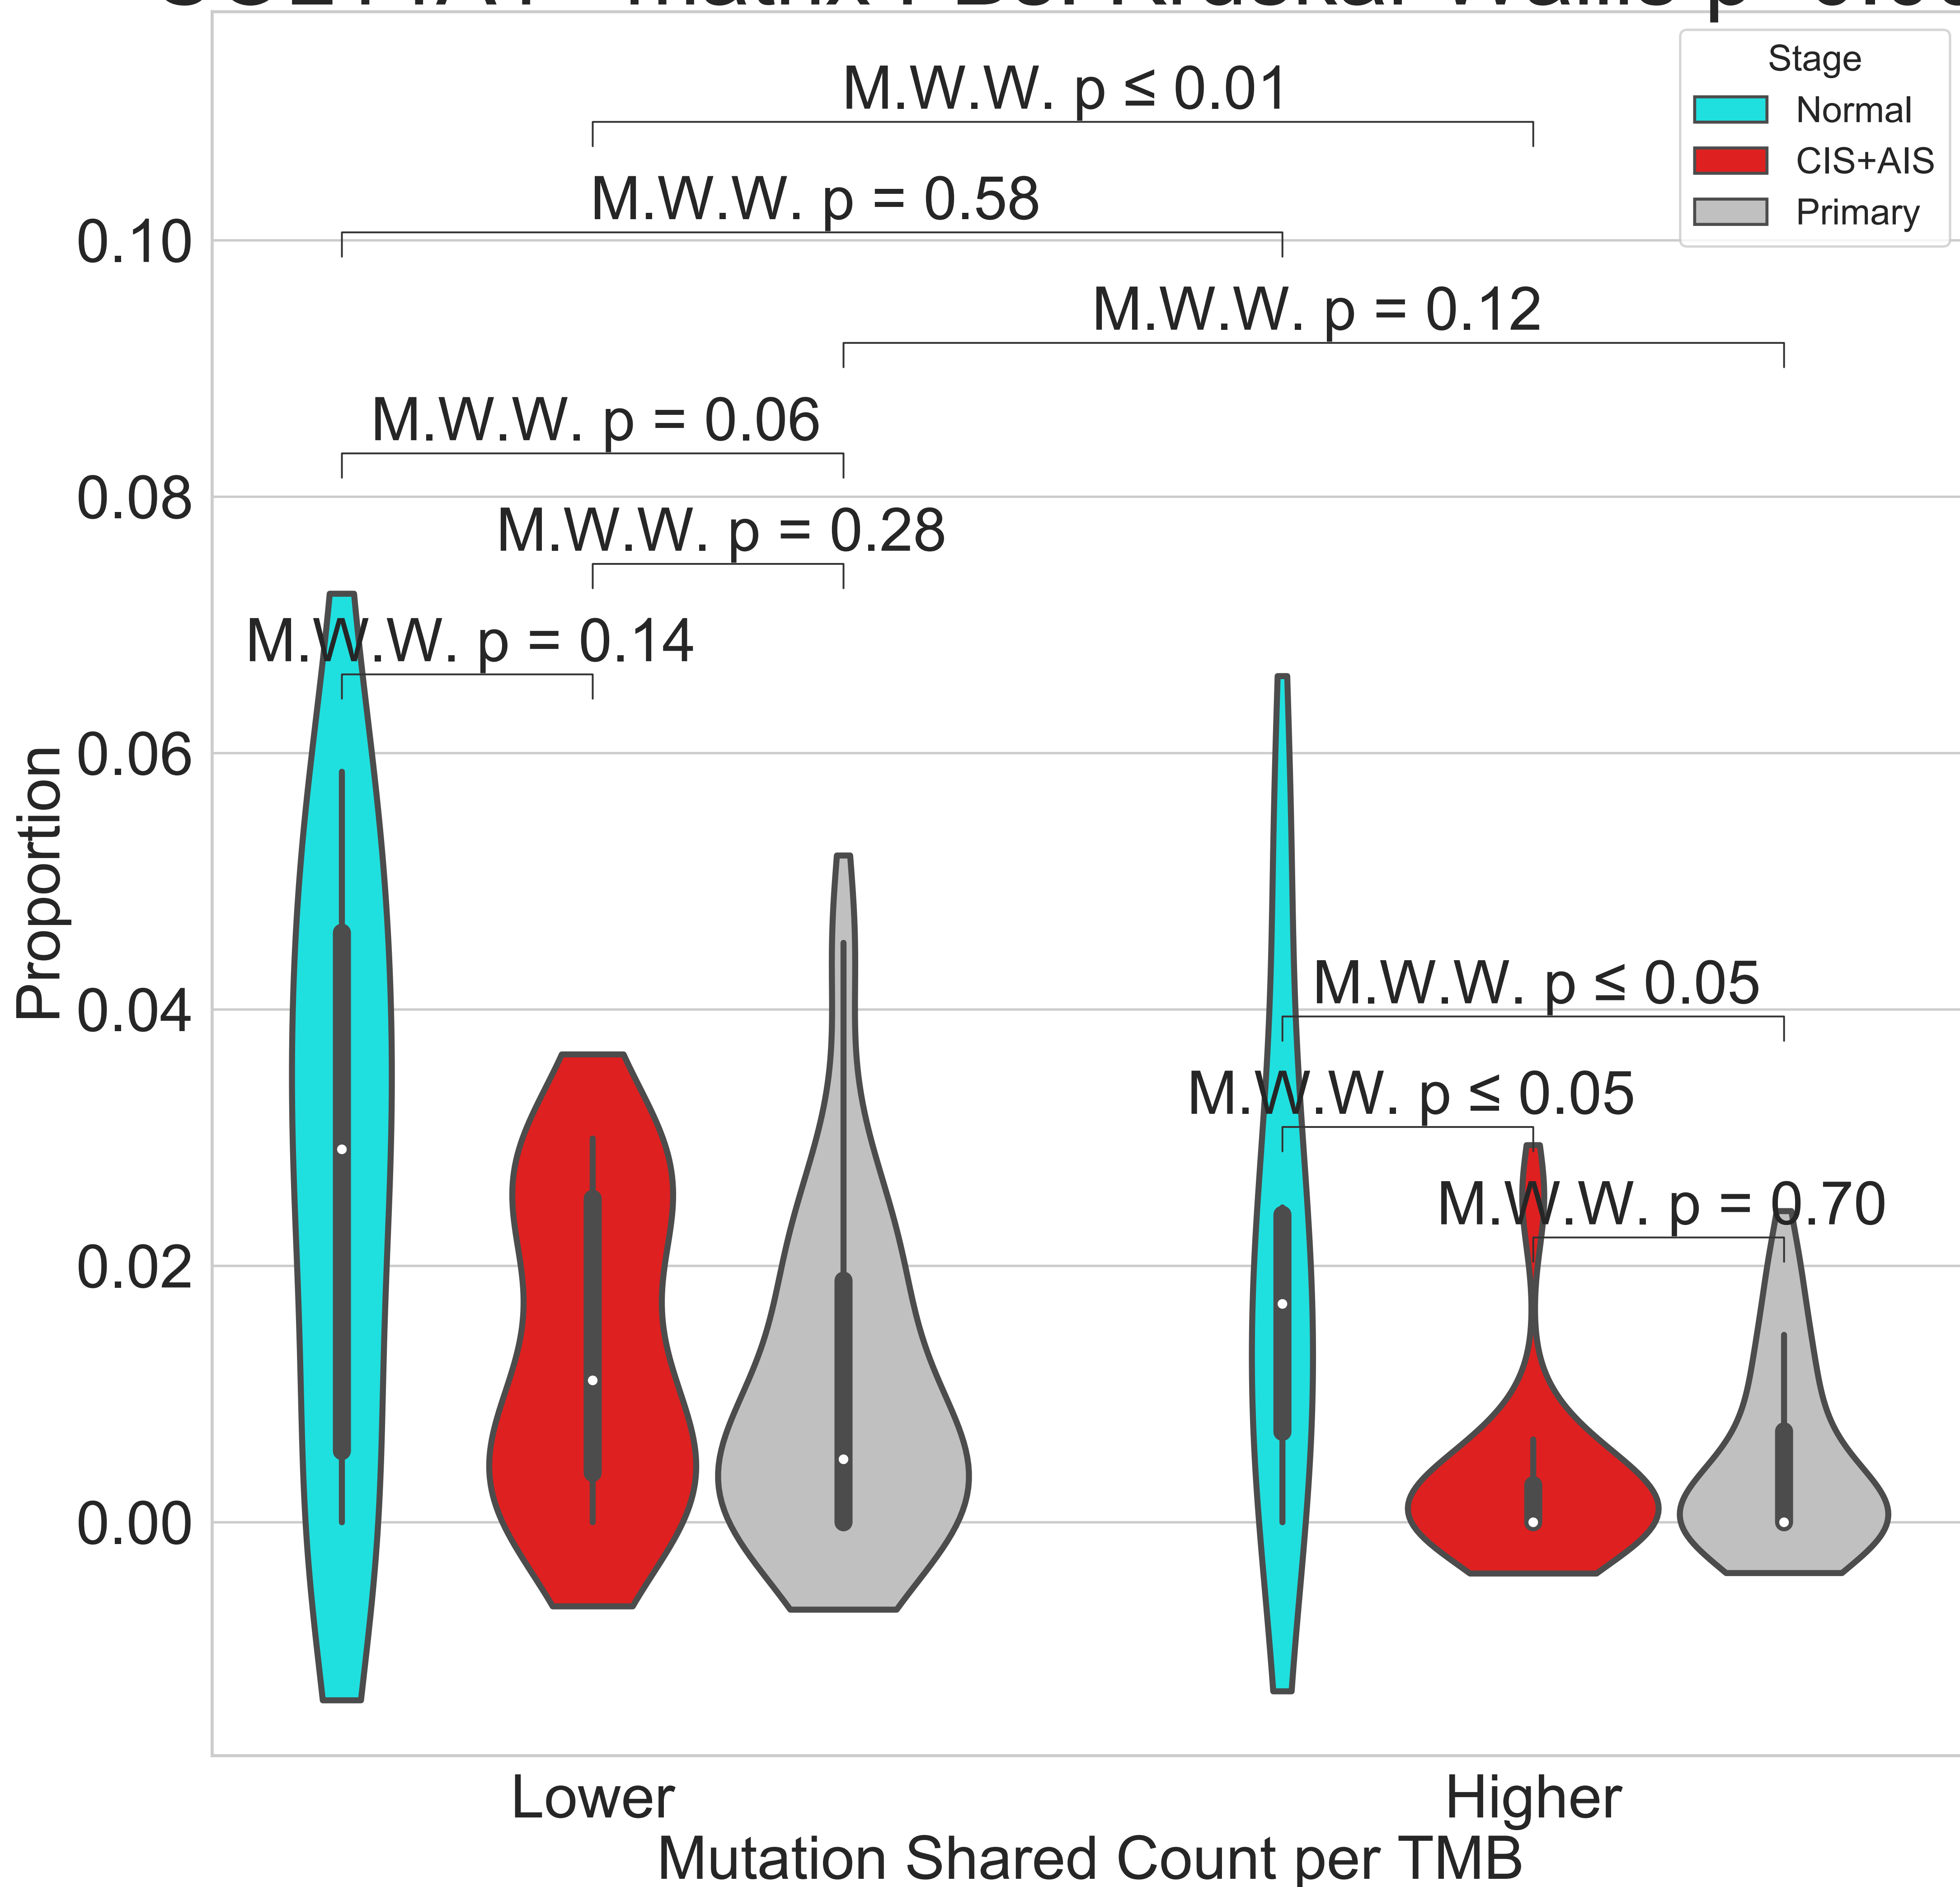 Stage
Normal
CIS+AIS
Primary
M.W.W. p ≤ 0.01
M.W.W. p = 0.58
M.W.W. p = 0.12
M.W.W. p = 0.06
M.W.W. p = 0.28
M.W.W. p = 0.14
M.W.W. p ≤ 0.05
M.W.W. p ≤ 0.05
M.W.W. p = 0.70
0.10
0.08
0.06
0.04
0.02
0.00
Proportion
Lower
Higher
Mutation Shared Count per TMB